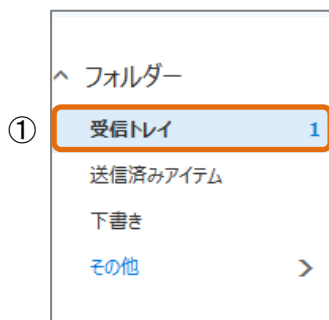 フォルダー
① 受信トレイ 1
送信済みアイテム
下書き
その他